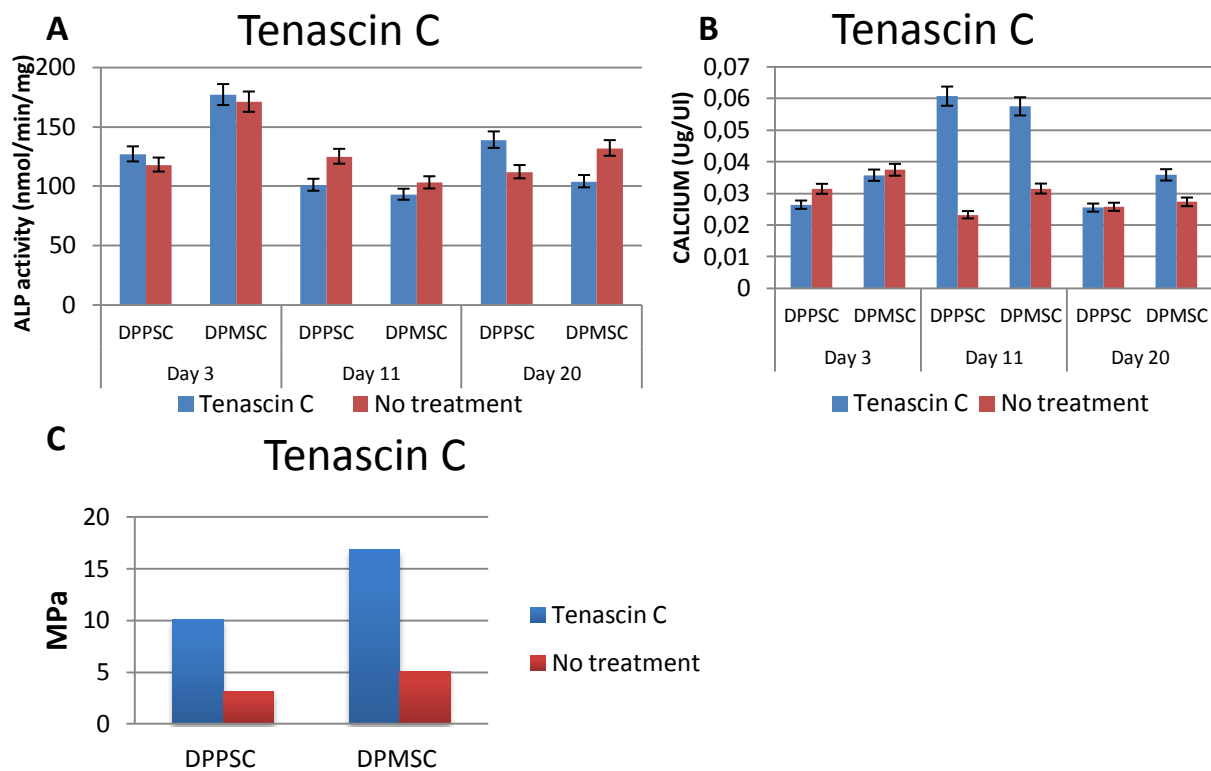 A
Tenascin C
ALP activity (nmol/min/mg)
200
150
100
50
0
DPPSC DPMSC DPPSC DPMSC DPPSC DPMSC
Day 3 Day 11 Day 20
Tenascin C No treatment
B
Tenascin C
CALCIUM (Ug/Ul)
0,07
0,06
0,05
0,04
0,03
0,02
0,01
0
DPPSC DPMSC DPPSC DPMSC DPPSC DPMSC
Day 3 Day 11 Day 20
Tenascin C No treatment
C
Tenascin C
MPa
20
15
10
5
0
DPPSC DPMSC
Tenascin C
No treatment